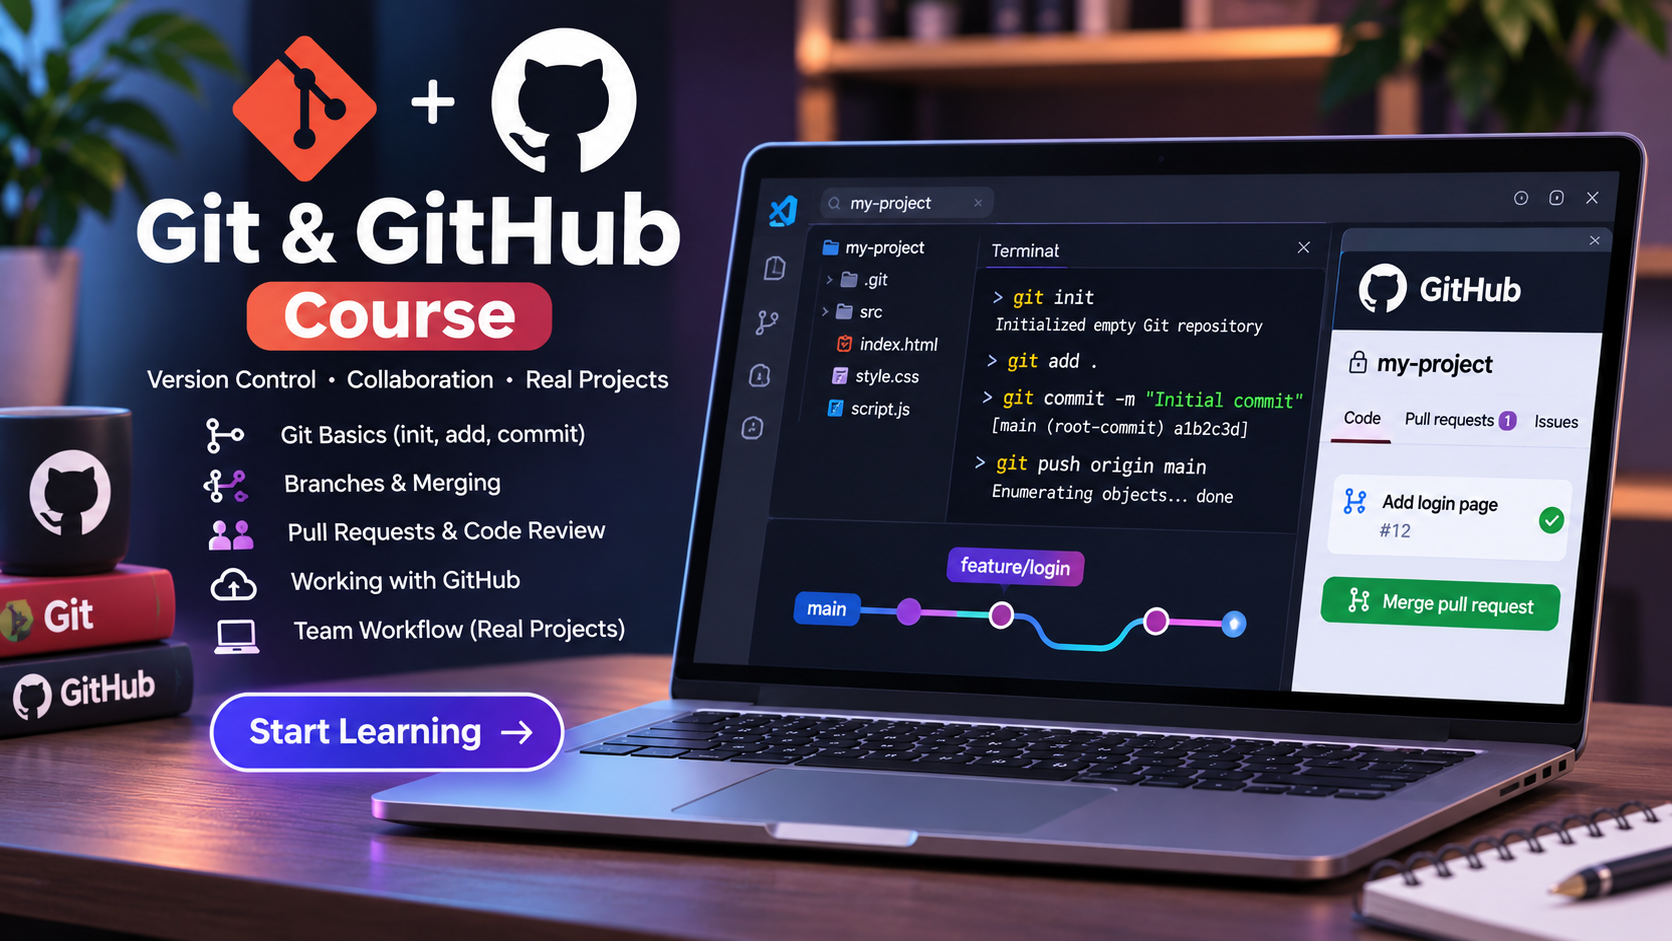 Git & GitHub
Course
Version Control • Collaboration • Real Projects
Git Basics (init, add, commit)
Branches & Merging
Pull Requests & Code Review
Working with GitHub
Team Workflow (Real Projects)
Start Learning →
Git
GitHub
my-project
my-project
.git
src
index.html
style.css
script.js
Terminat
> git init
Initialized empty Git repository
> git add .
> git commit -m "Initial commit"
[main (root-commit) a1b2c3d]
> git push origin main
Enumerating objects... done
feature/login
main
GitHub
my-project
Code Pull requests 1 Issues
Add login page
#12
Merge pull request